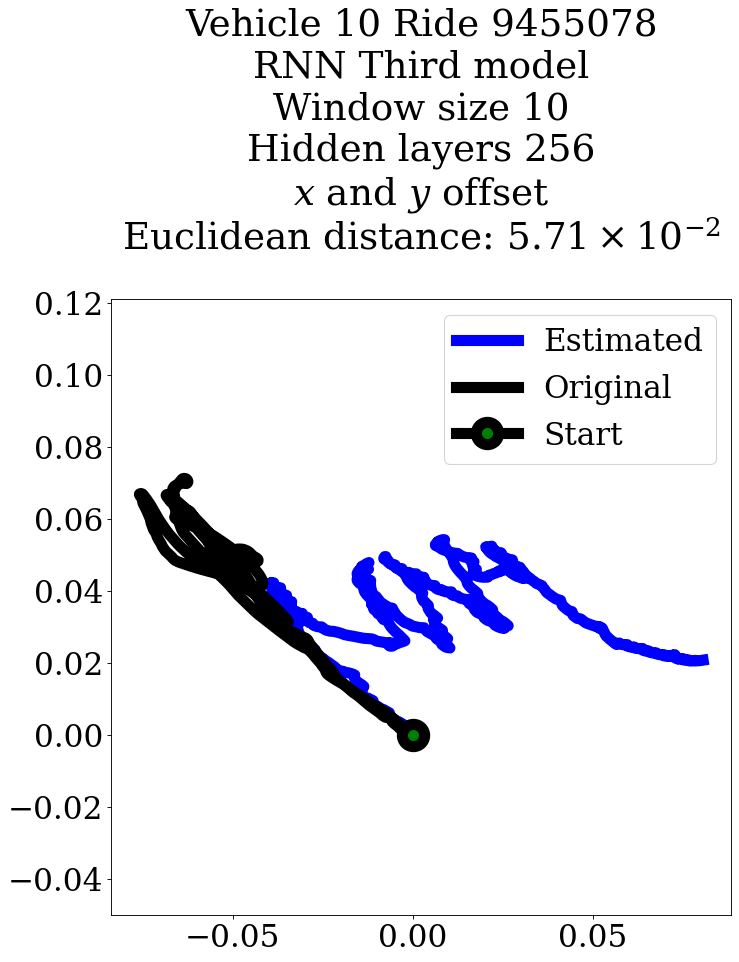 Vehicle 10 Ride 9455078
RNN Third model
Window size 10
Hidden layers 256
x and y offset
Euclidean distance: 5.71 × 10⁻²
Estimated
Original
Start
0.12
0.10
0.08
0.06
0.04
0.02
0.00
−0.02
−0.04
−0.05 0.00 0.05